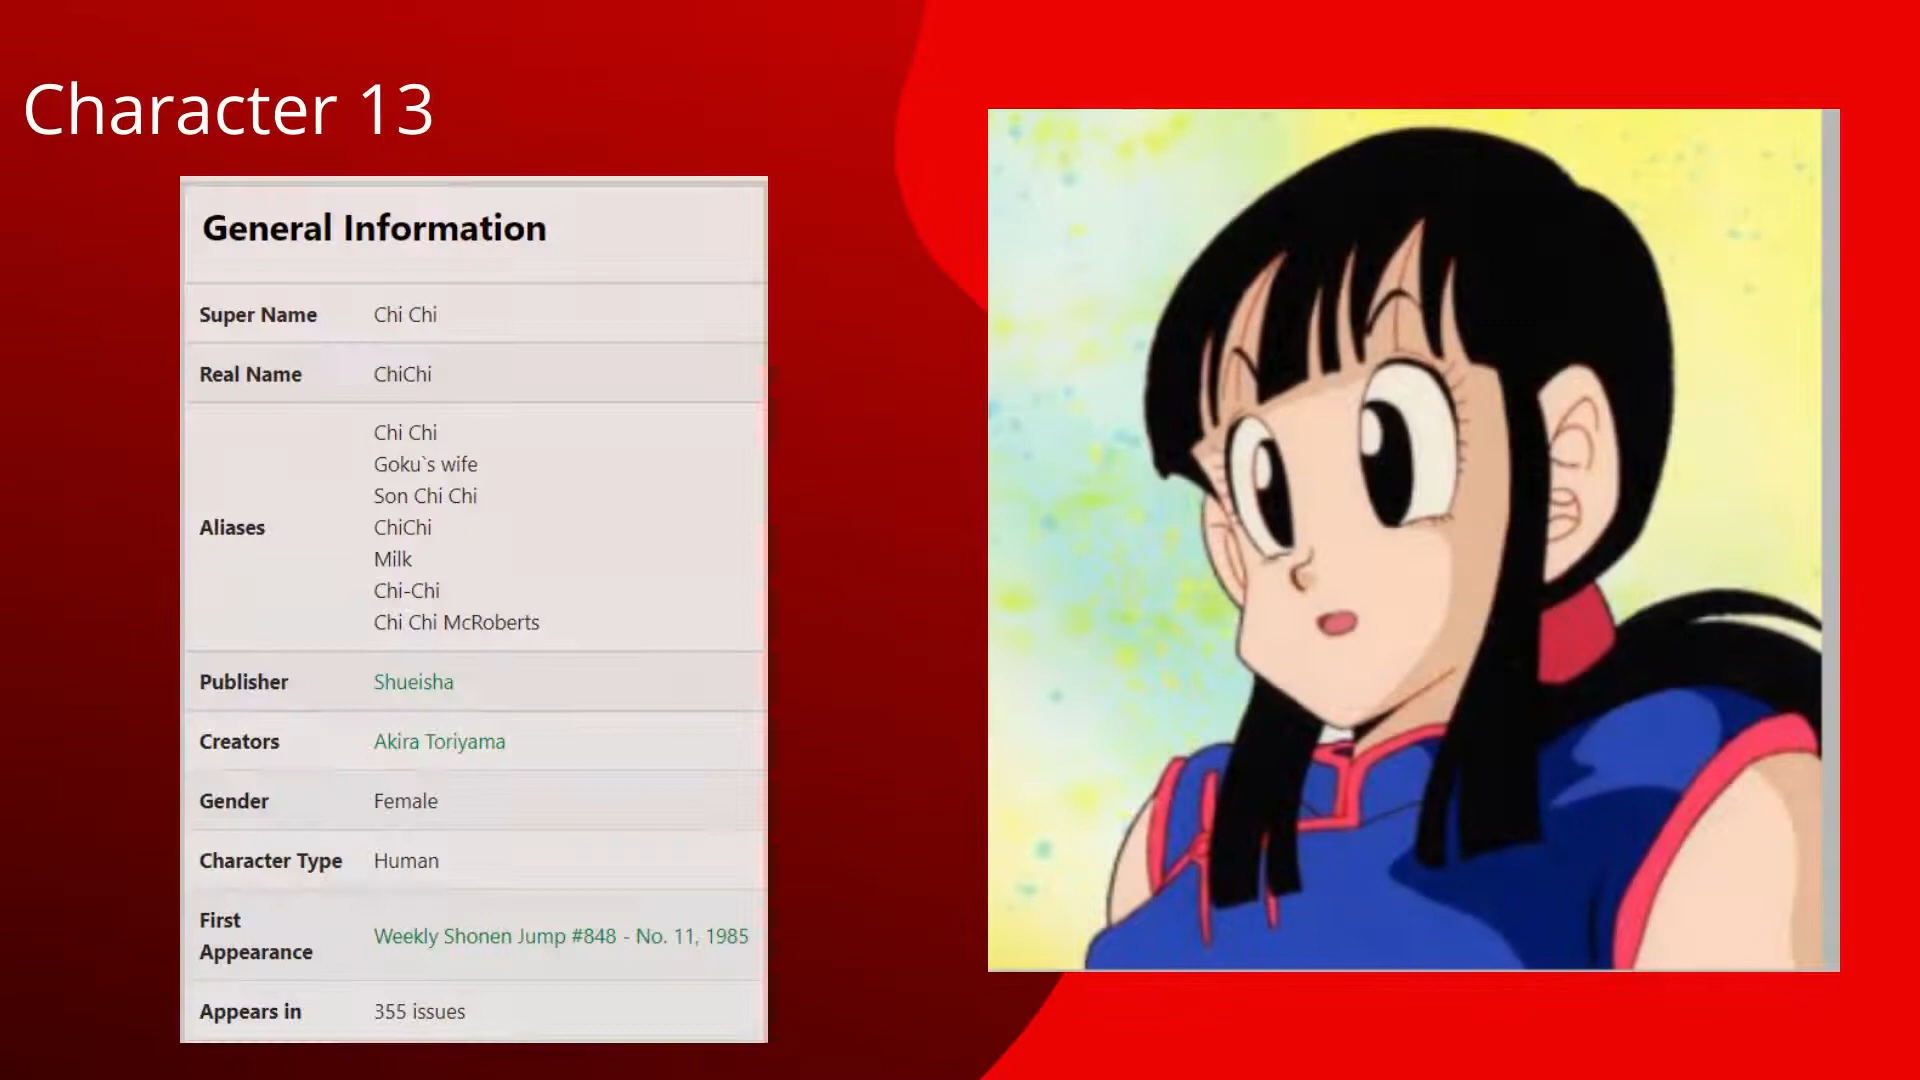 Character 13
General Information
Super Name Chi Chi
Real Name ChiChi
Aliases
Chi Chi
Goku`s wife
Son Chi Chi
ChiChi
Milk
Chi-Chi
Chi Chi McRoberts
Publisher Shueisha
Creators Akira Toriyama
Gender Female
Character Type Human
First
Appearance
Weekly Shonen Jump #848 - No. 11, 1985
Appears in 355 issues